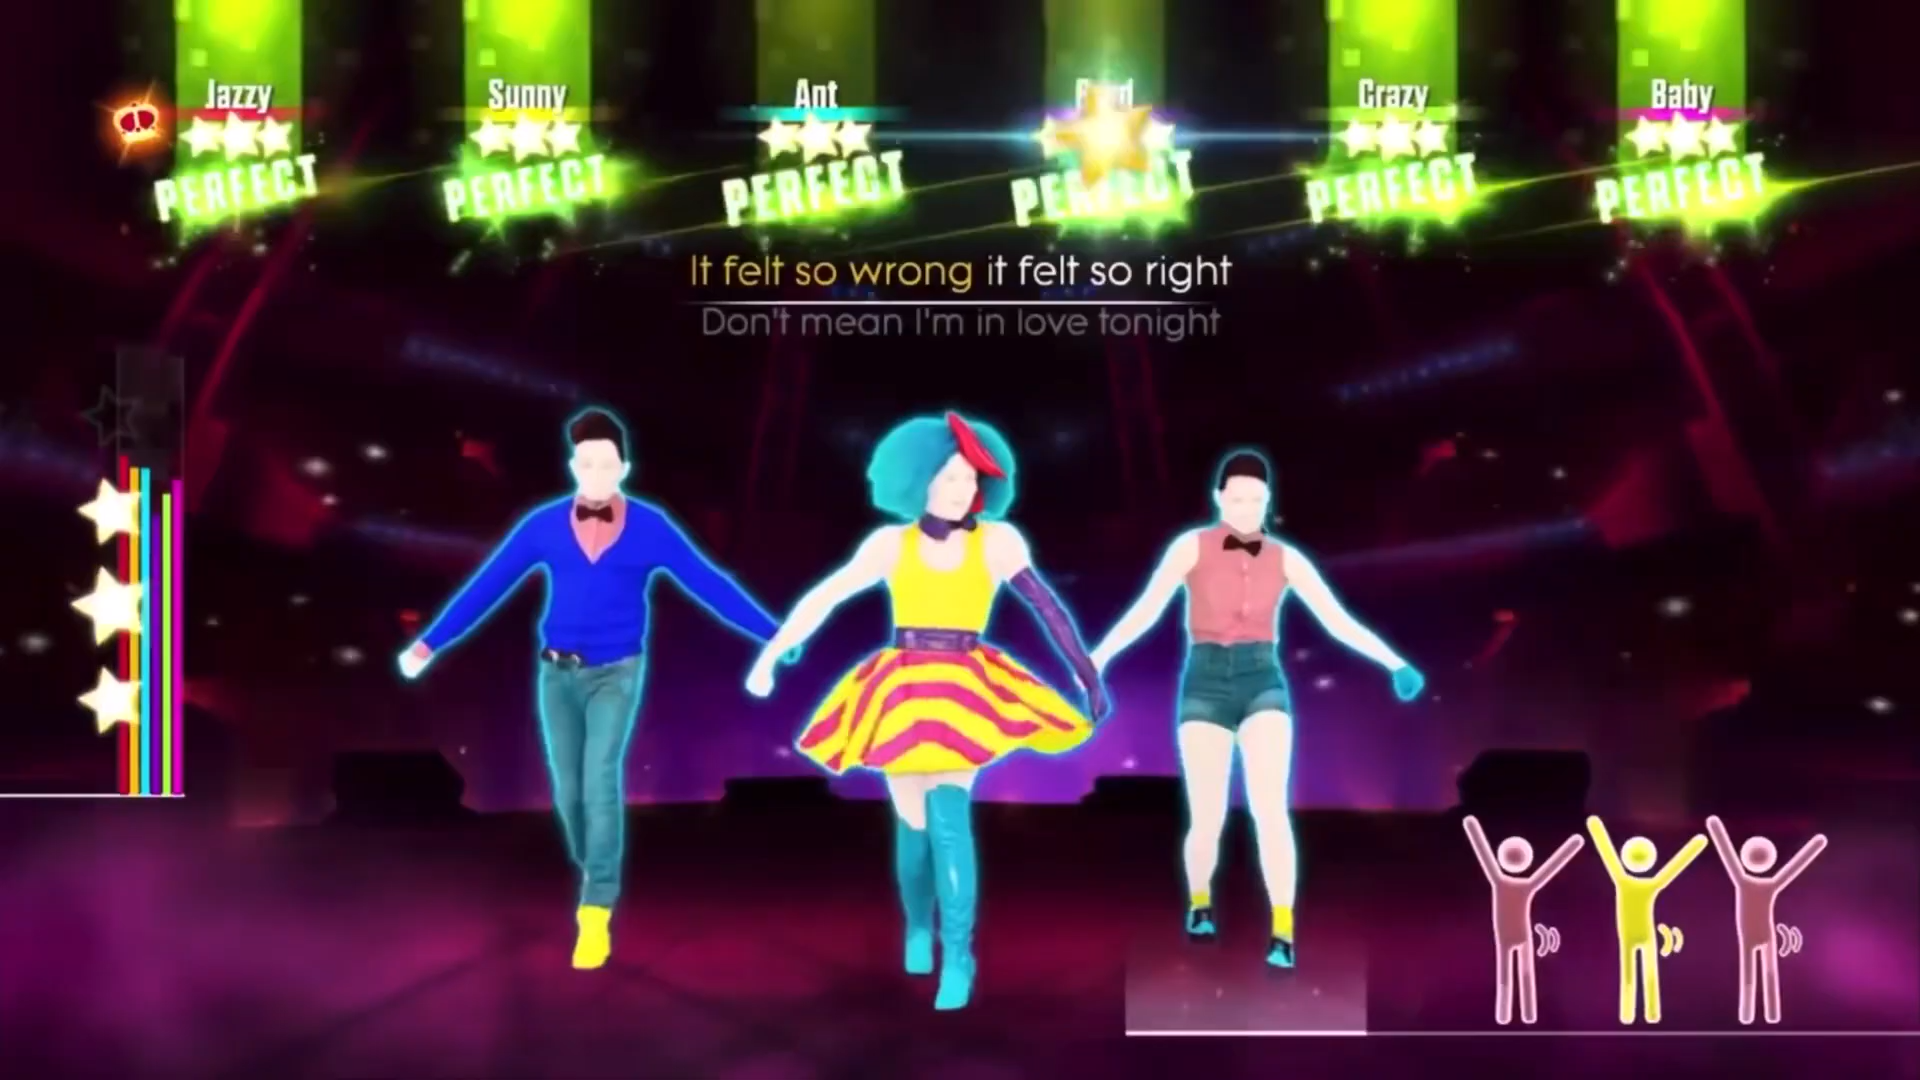 Jazzy
Sunny
Ant
Crazy
Baby
PERFECT
PERFECT
PERFECT
PERFECT
PERFECT
PERFECT
It felt so wrong it felt so right
Don't mean I'm in love tonight